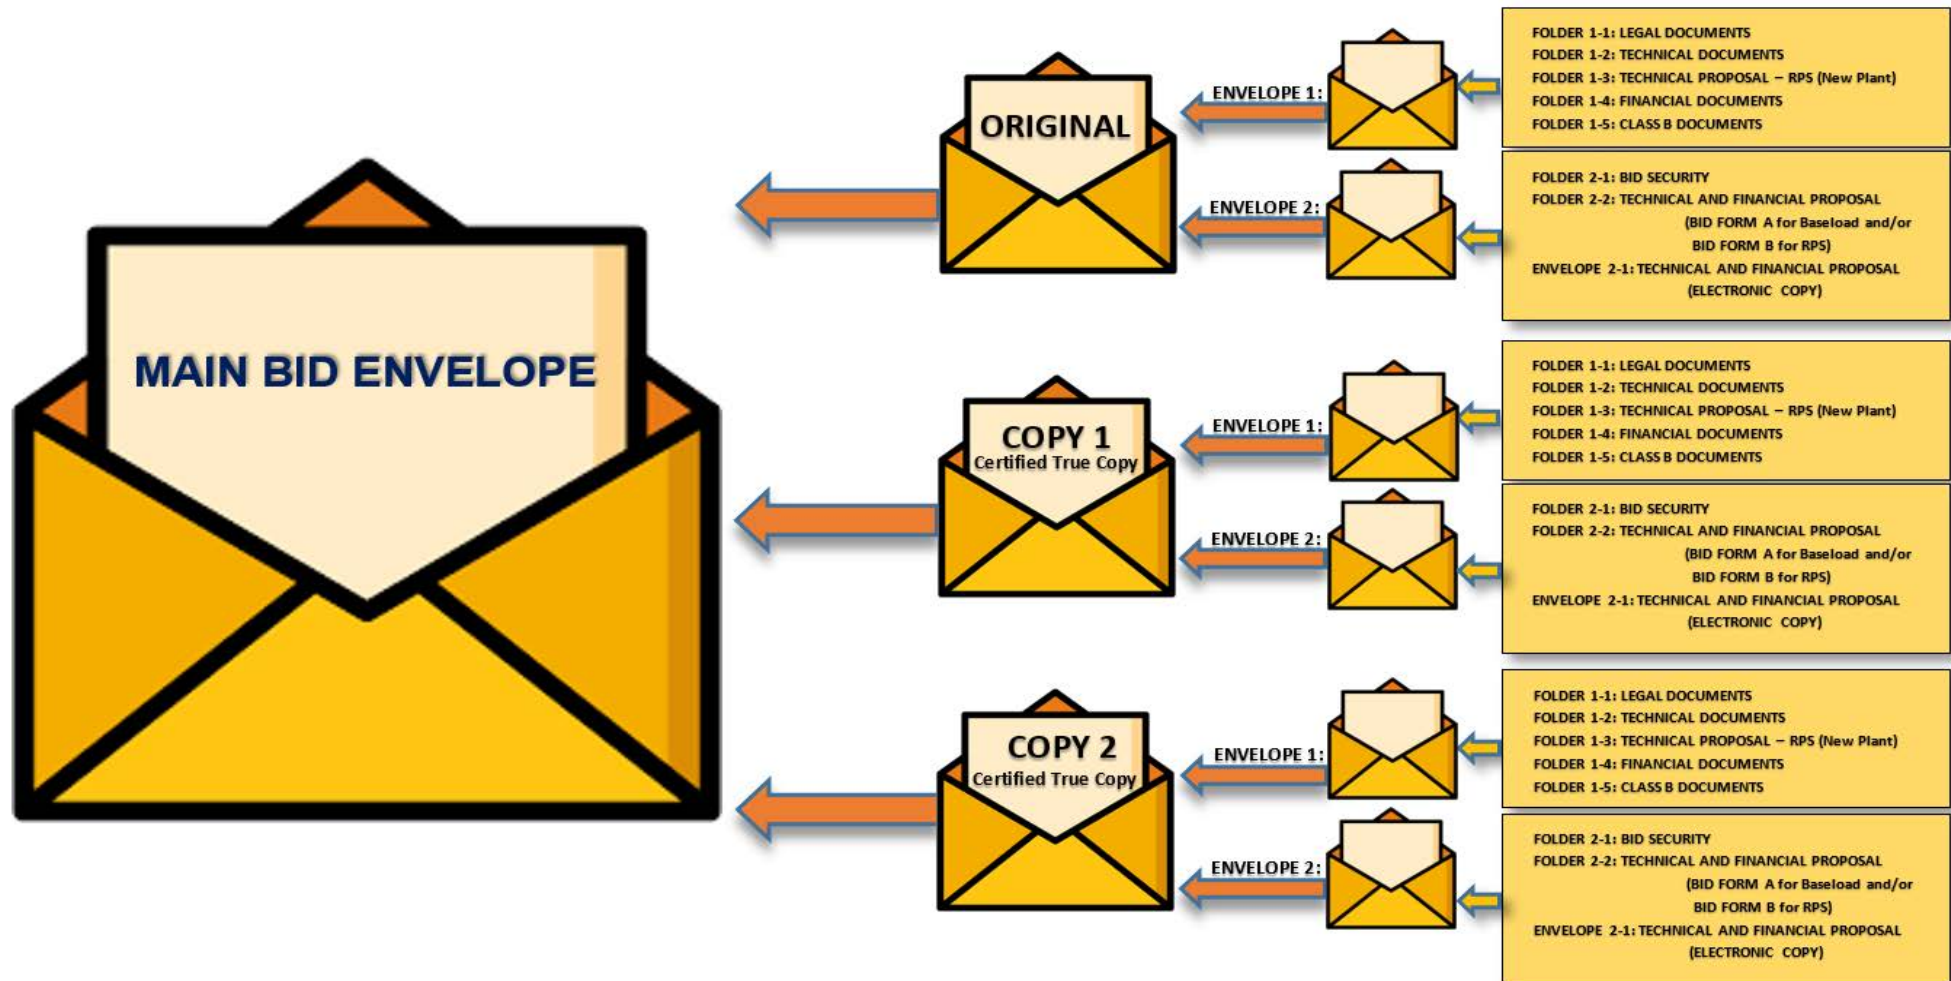 MAIN BID ENVELOPE
ORIGINAL
ENVELOPE 1:
FOLDER 1-1: LEGAL DOCUMENTS
FOLDER 1-2: TECHNICAL DOCUMENTS
FOLDER 1-3: TECHNICAL PROPOSAL – RPS (New Plant)
FOLDER 1-4: FINANCIAL DOCUMENTS
FOLDER 1-5: CLASS B DOCUMENTS
ENVELOPE 2:
FOLDER 2-1: BID SECURITY
FOLDER 2-2: TECHNICAL AND FINANCIAL PROPOSAL
(BID FORM A for Baseload and/or
BID FORM B for RPS)
ENVELOPE 2-1: TECHNICAL AND FINANCIAL PROPOSAL
(ELECTRONIC COPY)
COPY 1
Certified True Copy
ENVELOPE 1:
FOLDER 1-1: LEGAL DOCUMENTS
FOLDER 1-2: TECHNICAL DOCUMENTS
FOLDER 1-3: TECHNICAL PROPOSAL – RPS (New Plant)
FOLDER 1-4: FINANCIAL DOCUMENTS
FOLDER 1-5: CLASS B DOCUMENTS
ENVELOPE 2:
FOLDER 2-1: BID SECURITY
FOLDER 2-2: TECHNICAL AND FINANCIAL PROPOSAL
(BID FORM A for Baseload and/or
BID FORM B for RPS)
ENVELOPE 2-1: TECHNICAL AND FINANCIAL PROPOSAL
(ELECTRONIC COPY)
COPY 2
Certified True Copy
ENVELOPE 1:
FOLDER 1-1: LEGAL DOCUMENTS
FOLDER 1-2: TECHNICAL DOCUMENTS
FOLDER 1-3: TECHNICAL PROPOSAL – RPS (New Plant)
FOLDER 1-4: FINANCIAL DOCUMENTS
FOLDER 1-5: CLASS B DOCUMENTS
ENVELOPE 2:
FOLDER 2-1: BID SECURITY
FOLDER 2-2: TECHNICAL AND FINANCIAL PROPOSAL
(BID FORM A for Baseload and/or
BID FORM B for RPS)
ENVELOPE 2-1: TECHNICAL AND FINANCIAL PROPOSAL
(ELECTRONIC COPY)